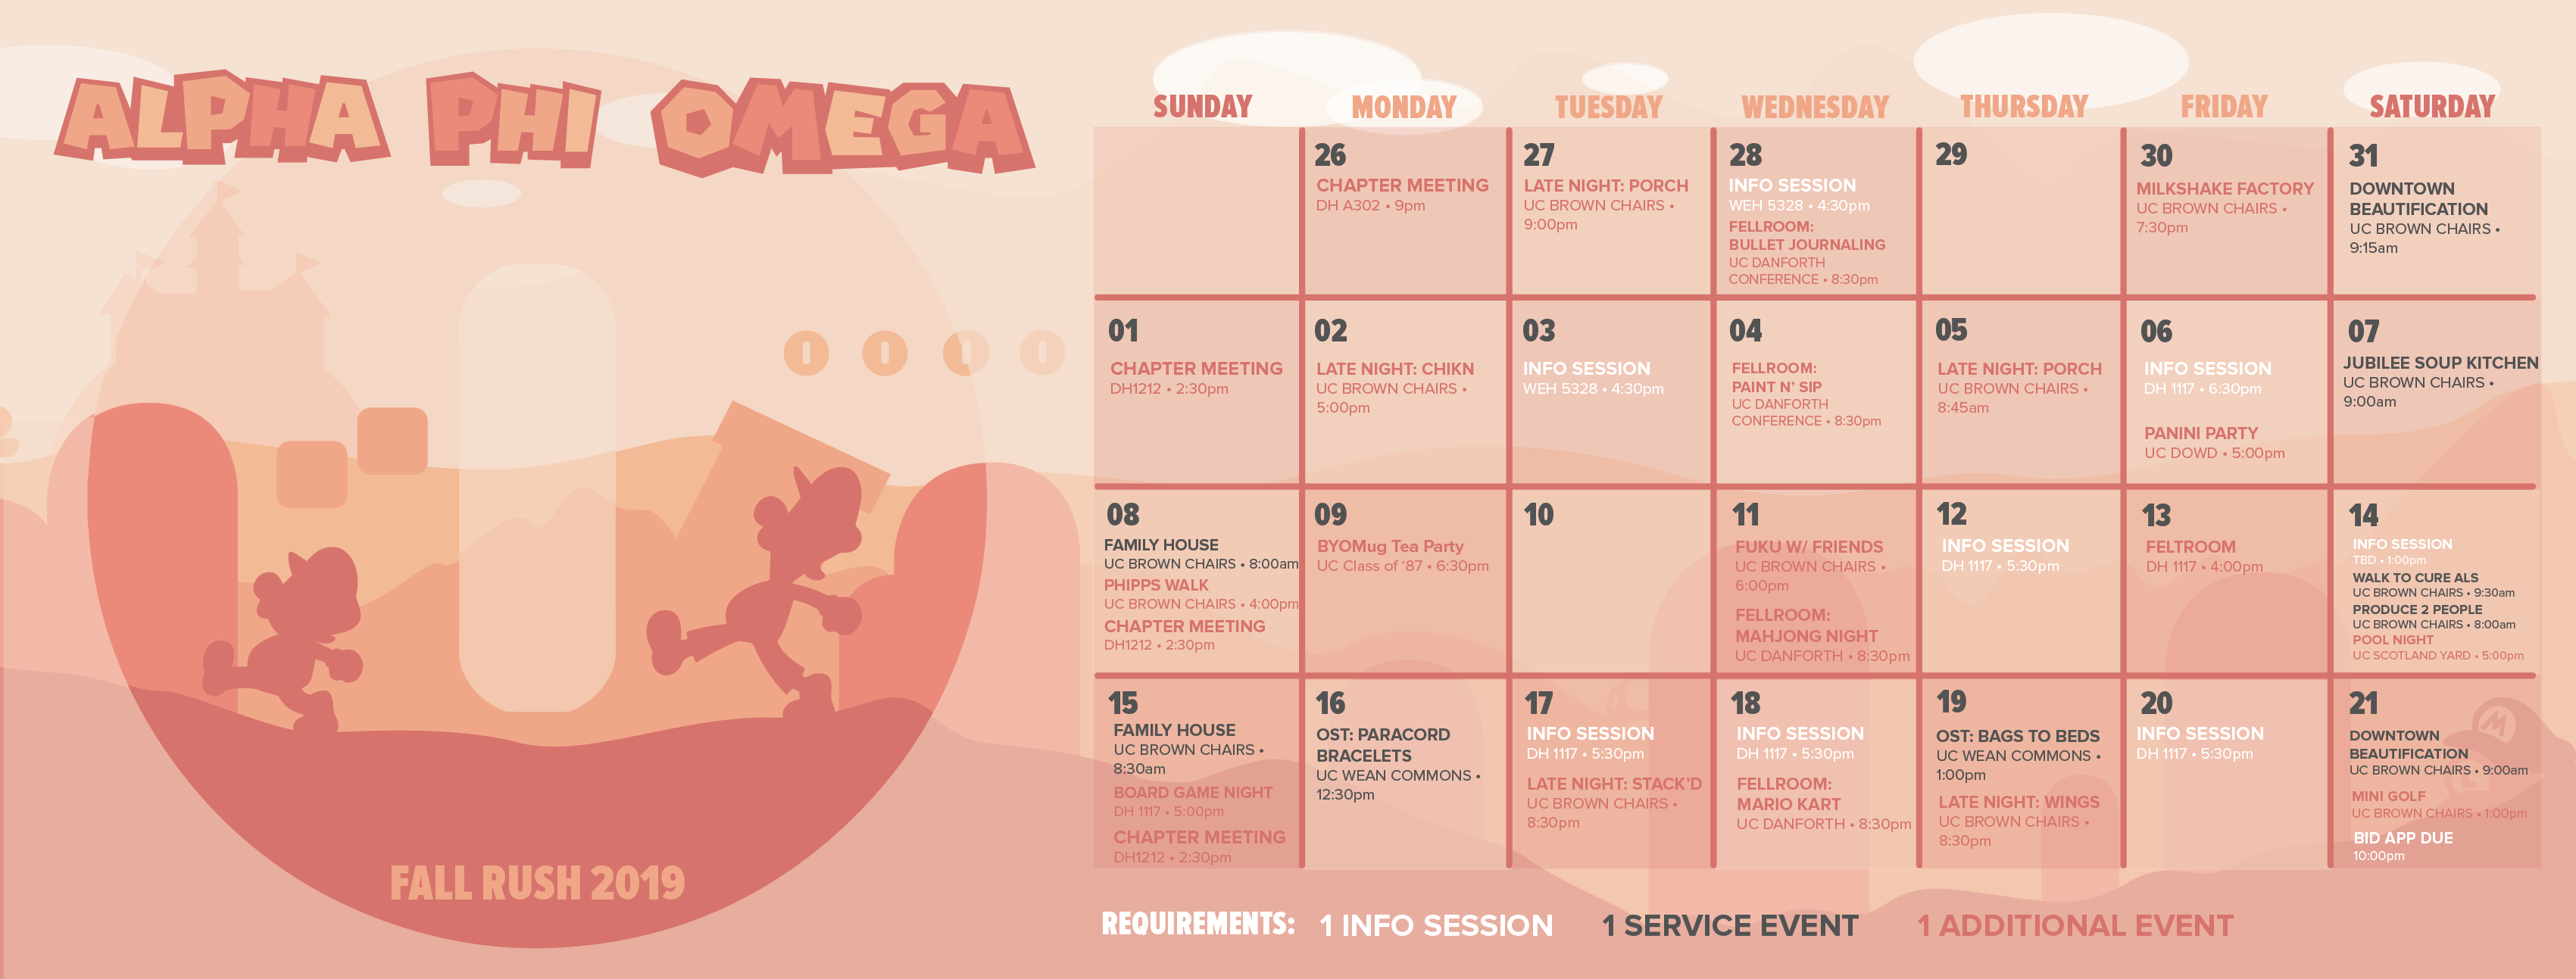 ALPHA PHI OMEGA
FALL RUSH 2019
SUNDAY MONDAY TUESDAY WEDNESDAY THURSDAY FRIDAY SATURDAY
26
CHAPTER MEETING
DH A302 • 9pm
27
LATE NIGHT: PORCH
UC BROWN CHAIRS •
9:00pm
28
INFO SESSION
WEH 5328 • 4:30pm
FELLROOM:
BULLET JOURNALING
UC DANFORTH
CONFERENCE • 8:30pm
29
30
MILKSHAKE FACTORY
UC BROWN CHAIRS •
7:30pm
31
DOWNTOWN
BEAUTIFICATION
UC BROWN CHAIRS •
9:15am
01
CHAPTER MEETING
DH1212 • 2:30pm
02
LATE NIGHT: CHIKN
UC BROWN CHAIRS •
5:00pm
03
INFO SESSION
WEH 5328 • 4:30pm
04
FELLROOM:
PAINT N' SIP
UC DANFORTH
CONFERENCE • 8:30pm
05
LATE NIGHT: PORCH
UC BROWN CHAIRS •
8:45am
06
INFO SESSION
DH 1117 • 6:30pm
PANINI PARTY
UC DOWD • 5:00pm
07
JUBILEE SOUP KITCHEN
UC BROWN CHAIRS •
9:00am
08
FAMILY HOUSE
UC BROWN CHAIRS • 8:00am
PHIPPS WALK
UC BROWN CHAIRS • 4:00pm
CHAPTER MEETING
DH1212 • 2:30pm
09
BYOMug Tea Party
UC Class of '87 • 6:30pm
10
11
FUKU W/ FRIENDS
UC BROWN CHAIRS •
6:00pm
FELLROOM:
MAHJONG NIGHT
UC DANFORTH • 8:30pm
12
INFO SESSION
DH 1117 • 5:30pm
13
FELTROOM
DH 1117 • 4:00pm
14
INFO SESSION
TBD • 1:00pm
WALK TO CURE ALS
UC BROWN CHAIRS • 9:30am
PRODUCE 2 PEOPLE
UC BROWN CHAIRS • 8:00am
POOL NIGHT
UC SCOTLAND YARD • 5:00pm
15
FAMILY HOUSE
UC BROWN CHAIRS •
8:30am
BOARD GAME NIGHT
DH 1117 • 5:00pm
CHAPTER MEETING
DH1212 • 2:30pm
16
OST: PARACORD
BRACELETS
UC WEAN COMMONS •
12:30pm
17
INFO SESSION
DH 1117 • 5:30pm
LATE NIGHT: STACK'D
UC BROWN CHAIRS •
8:30pm
18
INFO SESSION
DH 1117 • 5:30pm
FELLROOM:
MARIO KART
UC DANFORTH • 8:30pm
19
OST: BAGS TO BEDS
UC WEAN COMMONS •
1:00pm
LATE NIGHT: WINGS
UC BROWN CHAIRS •
8:30pm
20
INFO SESSION
DH 1117 • 5:30pm
21
DOWNTOWN
BEAUTIFICATION
UC BROWN CHAIRS • 9:00am
MINI GOLF
UC BROWN CHAIRS • 1:00pm
BID APP DUE
10:00pm
M
L
REQUIREMENTS: 1 INFO SESSION 1 SERVICE EVENT 1 ADDITIONAL EVENT